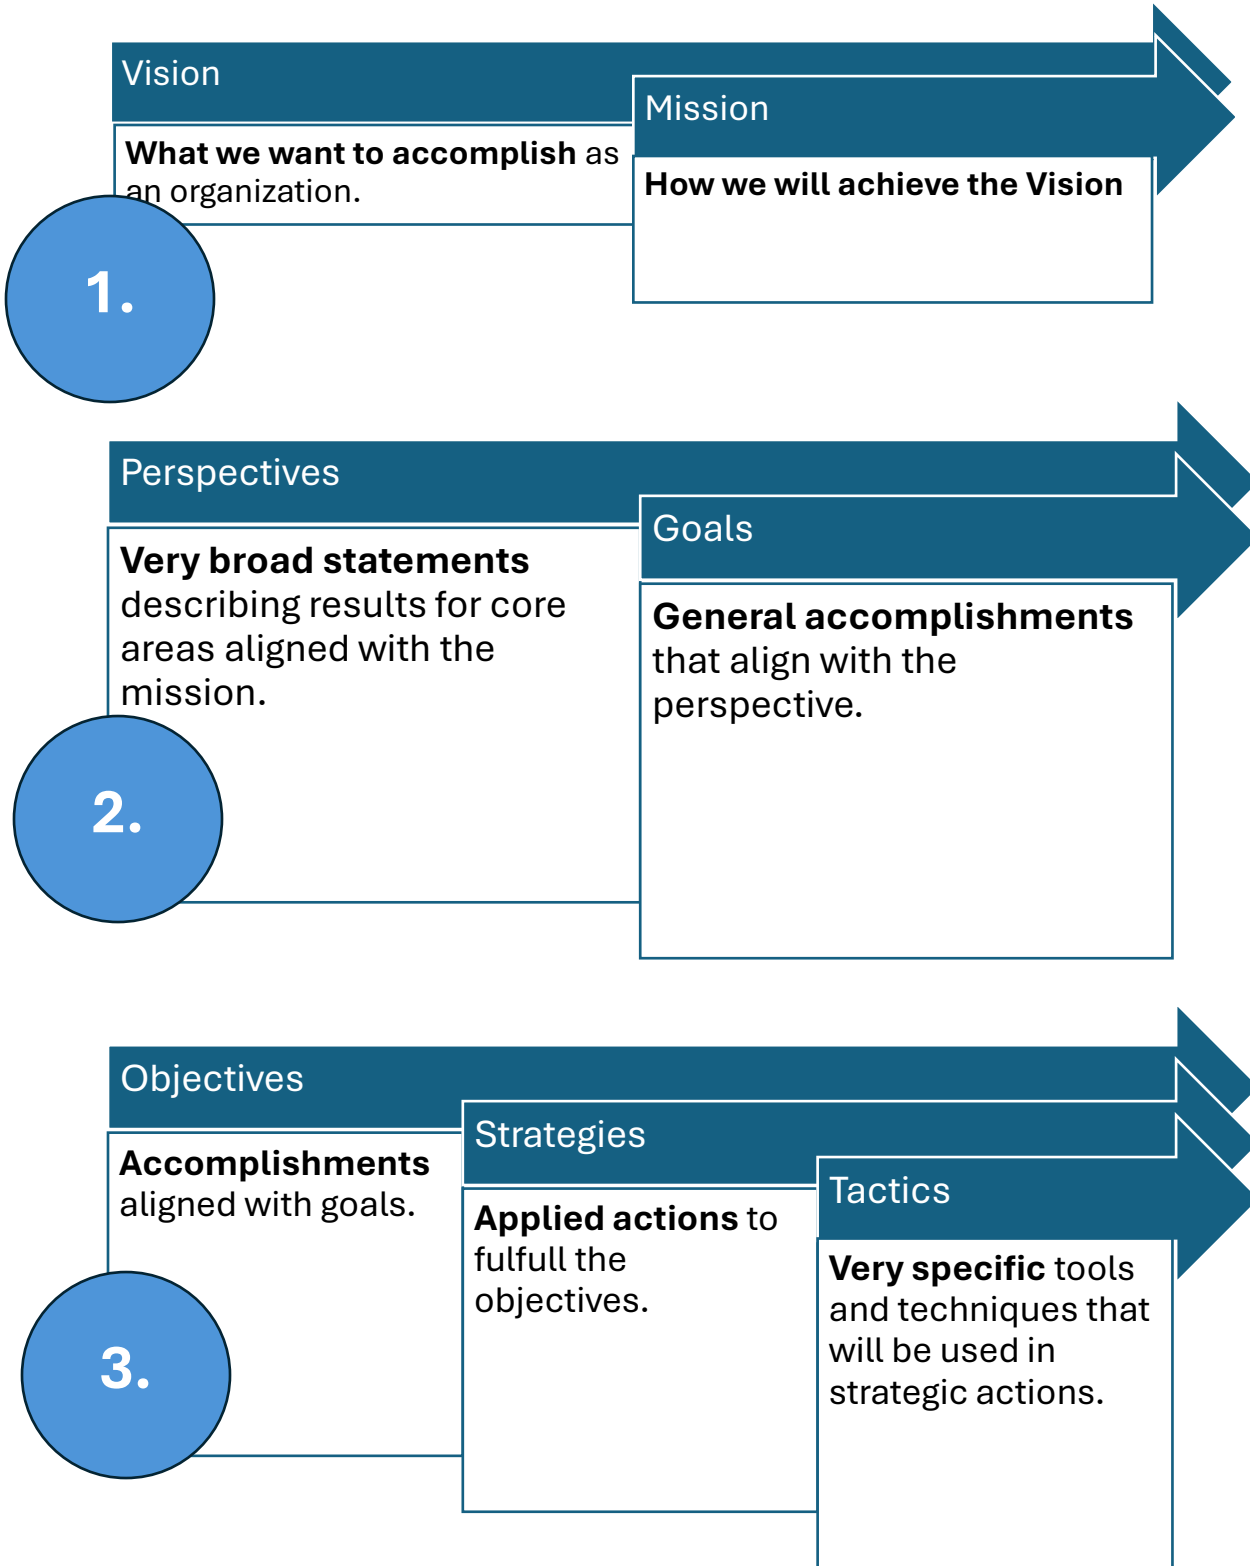 Vision
Mission
What we want to accomplish as
an organization.
How we will achieve the Vision
1.
Perspectives
Goals
Very broad statements
describing results for core
areas aligned with the
mission.
General accomplishments
that align with the
perspective.
2.
Objectives
Strategies
Tactics
Accomplishments
aligned with goals.
Applied actions to
fulfull the
objectives.
Very specific tools
and techniques that
will be used in
strategic actions.
3.